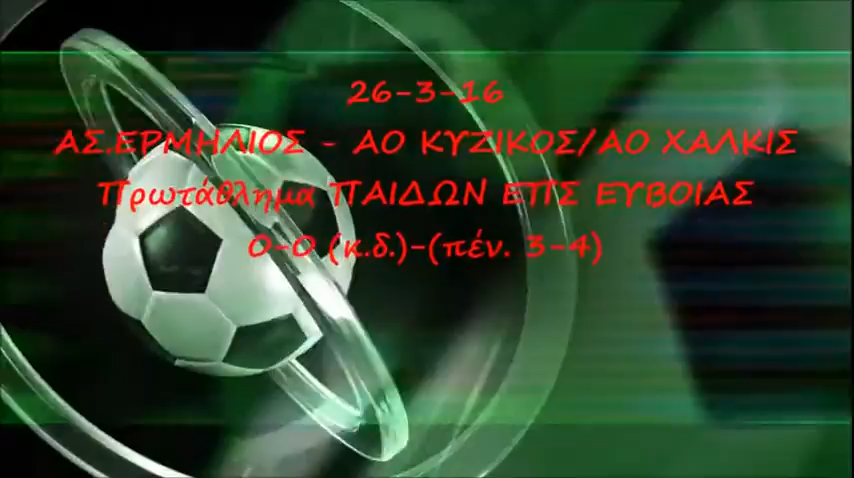 26-3-16
ΑΣ.ΕΡΜΗΛΙΟΣ - ΑΟ ΚΥΖΙΚΟΣ/ΑΟ ΧΑΛΚΙΣ
Πρωτάθλημα ΠΑΙΔΩΝ ΕΠΣ ΕΥΒΟΙΑΣ
0-0 (κ.δ.)-(πέν. 3-4)